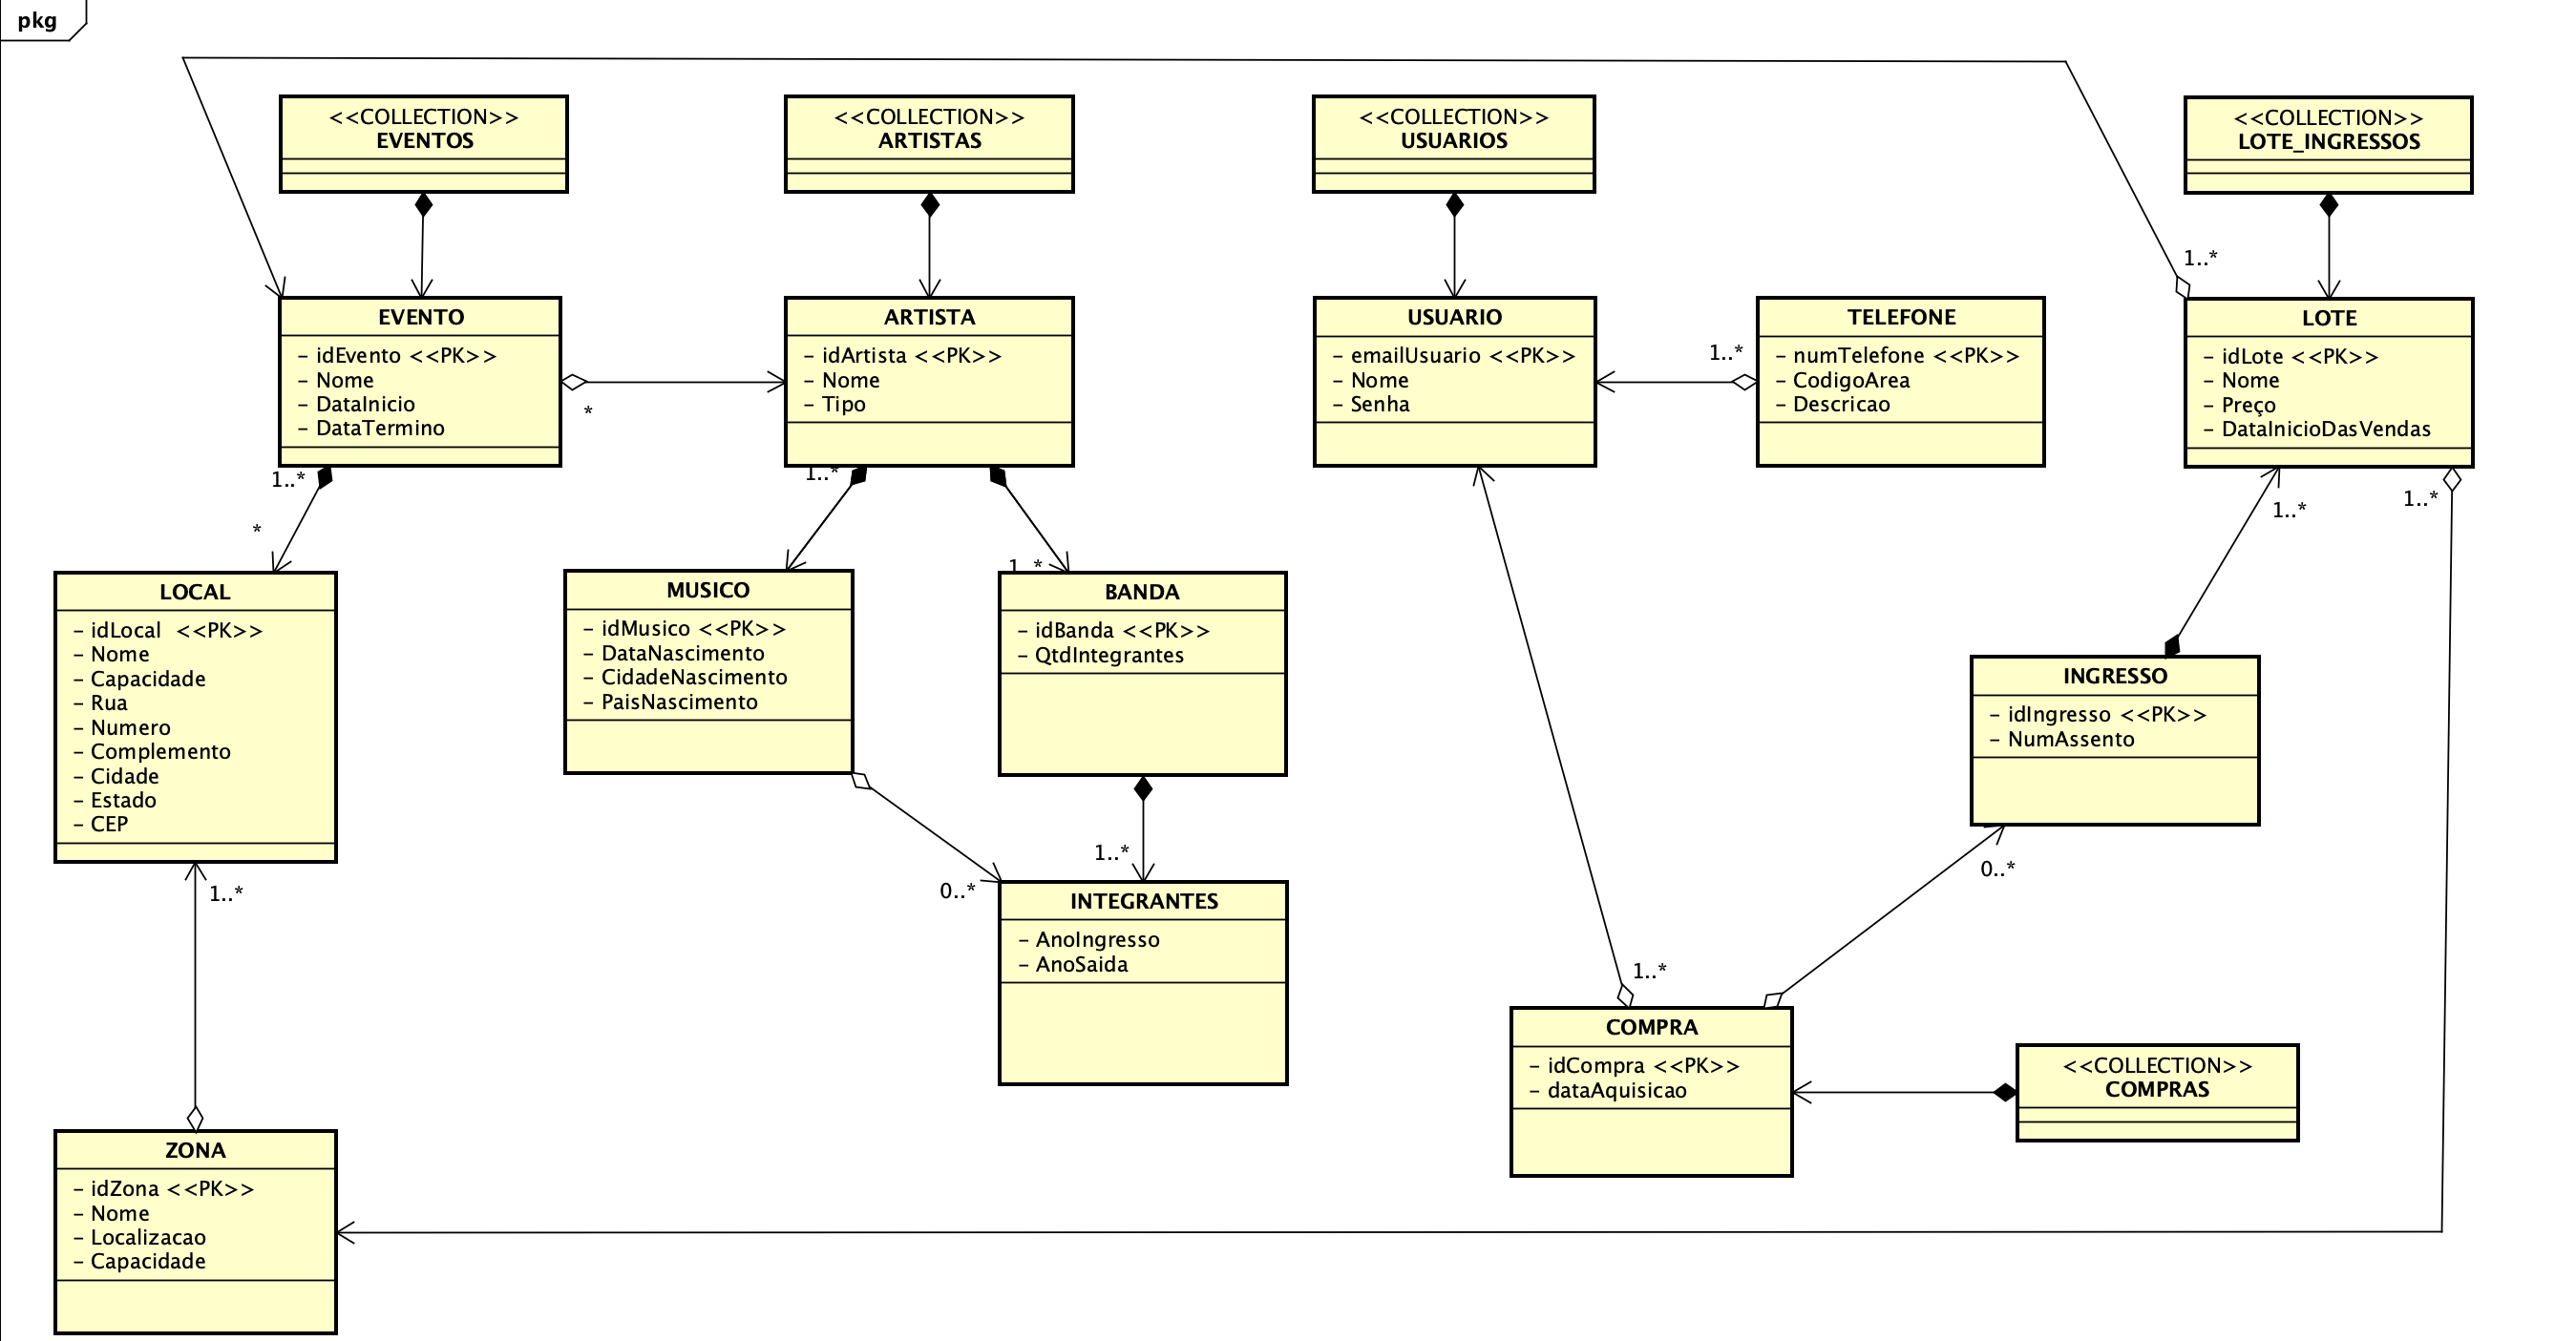 pkg
<<COLLECTION>>
EVENTOS
<<COLLECTION>>
ARTISTAS
<<COLLECTION>>
USUARIOS
<<COLLECTION>>
LOTE_INGRESSOS
1..*
EVENTO
- idEvento <<PK>>
- Nome
- DataInicio
- DataTermino
*
ARTISTA
- idArtista <<PK>>
- Nome
- Tipo
USUARIO
- emailUsuario <<PK>>
- Nome
- Senha
1..*
TELEFONE
- numTelefone <<PK>>
- CodigoArea
- Descricao
LOTE
- idLote <<PK>>
- Nome
- Preço
- DataInicioDasVendas
1..*
*
1..*
1..*
1..*
1..*
LOCAL
- idLocal <<PK>>
- Nome
- Capacidade
- Rua
- Numero
- Complemento
- Cidade
- Estado
- CEP
1..*
MUSICO
- idMusico <<PK>>
- DataNascimento
- CidadeNascimento
- PaisNascimento
0..*
BANDA
- idBanda <<PK>>
- QtdIntegrantes
1..*
INGRESSO
- idIngresso <<PK>>
- NumAssento
0..*
INTEGRANTES
- AnoIngresso
- AnoSaida
1..*
COMPRA
- idCompra <<PK>>
- dataAquisicao
<<COLLECTION>>
COMPRAS
ZONA
- idZona <<PK>>
- Nome
- Localizacao
- Capacidade